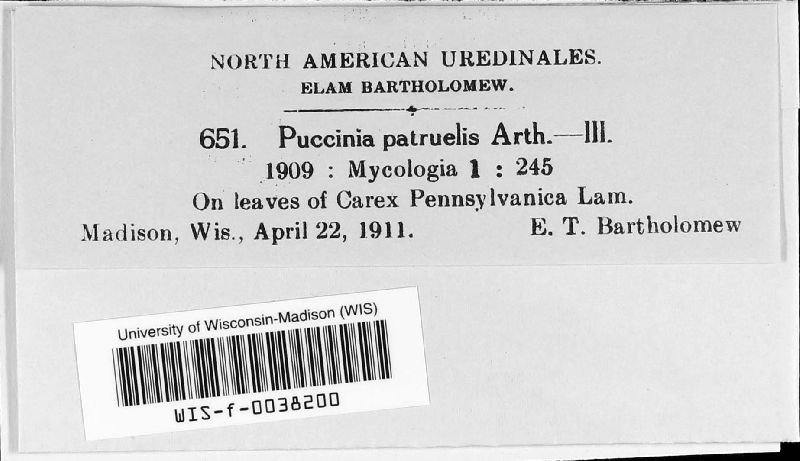 NORTH AMERICAN UREDINALES.
ELAM BARTHOLOMEW.
651. Puccinia patruelis Arth.—III.
1909 : Mycologia 1 : 245
On leaves of Carex Pennsylvanica Lam.
Madison, Wis., April 22, 1911. E. T. Bartholomew
University of Wisconsin-Madison (WIS)
WIS-f-0038200